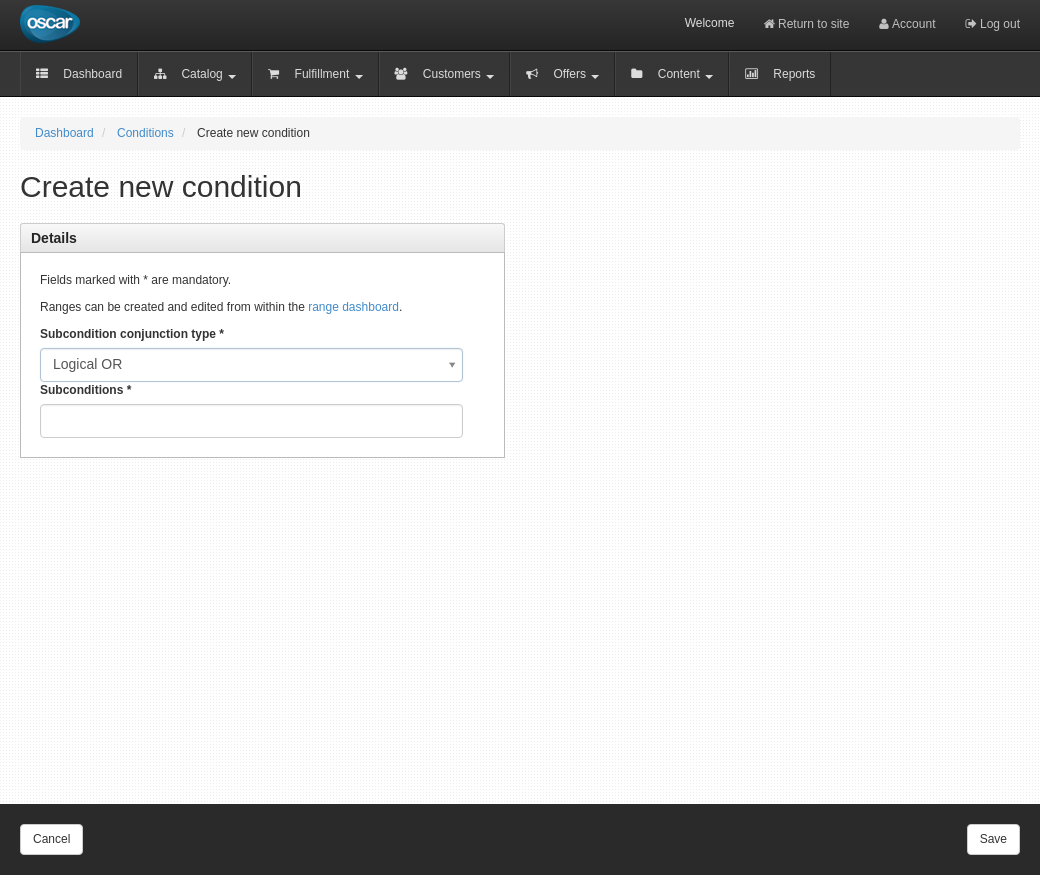 oscar
Welcome Return to site Account Log out
Dashboard Catalog Fulfillment Customers Offers Content Reports
Dashboard / Conditions / Create new condition
Create new condition
Details
Fields marked with * are mandatory.
Ranges can be created and edited from within the range dashboard.
Subcondition conjunction type *
Logical OR
Subconditions *
Cancel Save